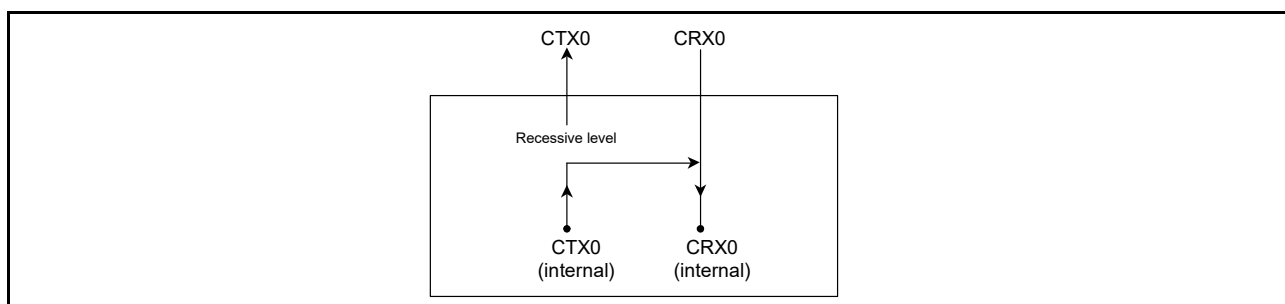 CTX0 CRX0
Recessive level
CTX0 CRX0
(internal) (internal)